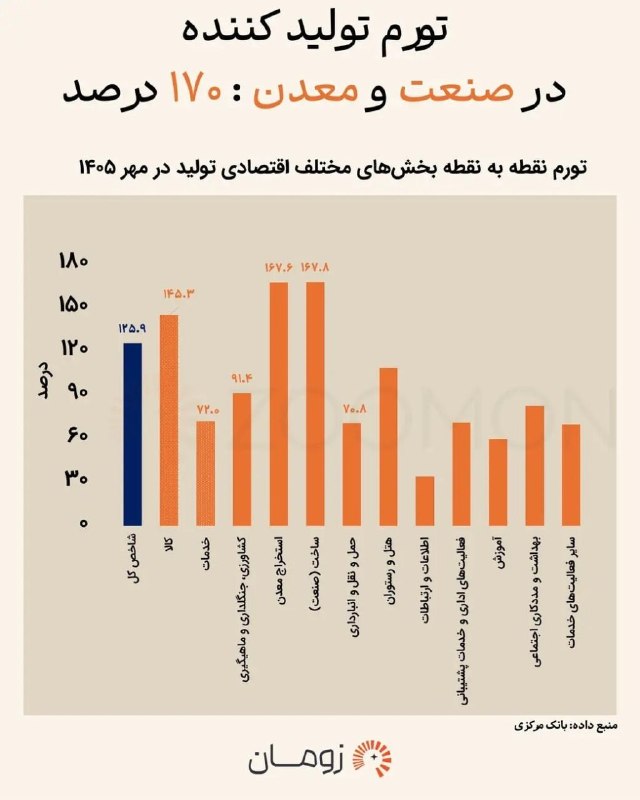 تورم تولید کننده
در صنعت و معدن : ۱۷۰ درصد
تورم نقطه به نقطه بخش‌های مختلف اقتصادی تولید در مهر ۱۴۰۵
درصد
۱۸۰
۱۵۰
۱۲۰
۹۰
۶۰
۳۰
۰
۱۲۵.۹
۱۴۵.۳
۷۲.۰
۹۱.۴
۱۶۷.۶
۱۶۷.۸
۷۰.۸
شاخص کل
کالا
خدمات
کشاورزی، جنگلداری و ماهیگیری
استخراج معدن
ساخت (صنعت)
حمل و نقل و انبارداری
هتل و رستوران
اطلاعات و ارتباطات
فعالیت‌های اداری و خدمات پشتیبانی
آموزش
بهداشت و مددکاری اجتماعی
سایر فعالیت‌های خدمات
ZOOMON
منبع داده: بانک مرکزی
زومان